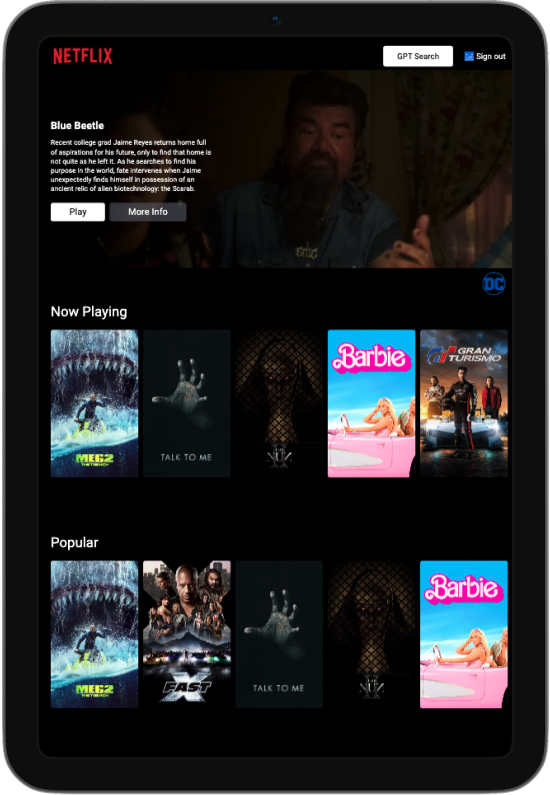 NETFLIX
GPT Search
Sign out
Blue Beetle
Recent college grad Jaime Reyes returns home full
of aspirations for his future, only to find that home is
not quite as he left it. As he searches to find his
purpose in the world, fate intervenes when Jaime
unexpectedly finds himself in possession of an
ancient relic of alien biotechnology: the Scarab.
Play
More Info
DC
Now Playing
MEG2
THE TRENCH
TALK TO ME
NUN
II
Barbie
GRAN
TURISMO
Popular
MEG2
THE TRENCH
FAST
X
TALK TO ME
NUN
II
Barbie